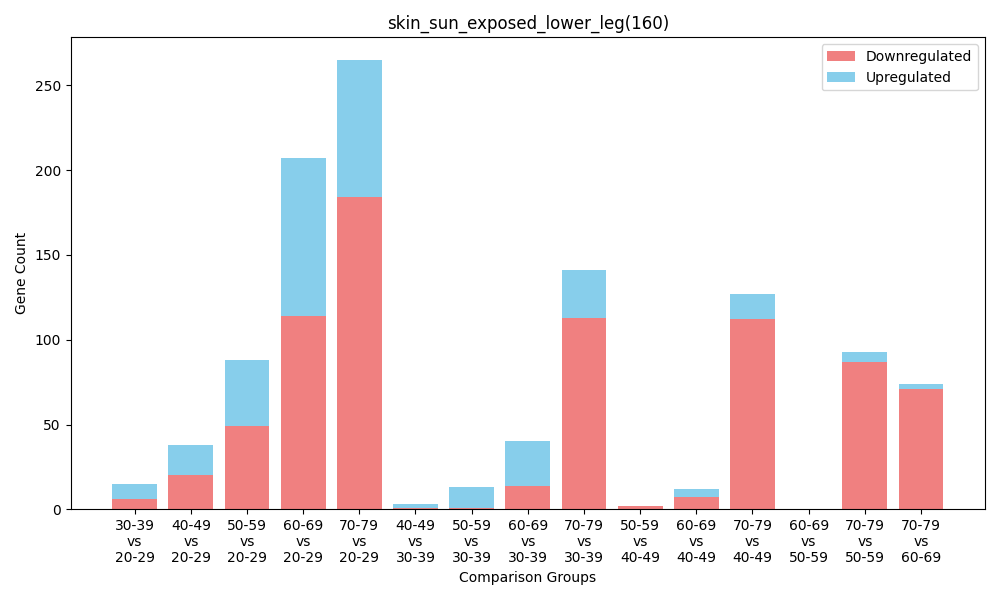 skin_sun_exposed_lower_leg(160)
Downregulated
Upregulated
Gene Count
250
200
150
100
50
0
30-39 40-49 50-59 60-69 70-79 40-49 50-59 60-69 70-79 50-59 60-69 70-79 60-69 70-79 70-79
vs vs vs vs vs vs vs vs vs vs vs vs vs vs vs
20-29 20-29 20-29 20-29 20-29 30-39 30-39 30-39 30-39 40-49 40-49 40-49 50-59 50-59 60-69
Comparison Groups